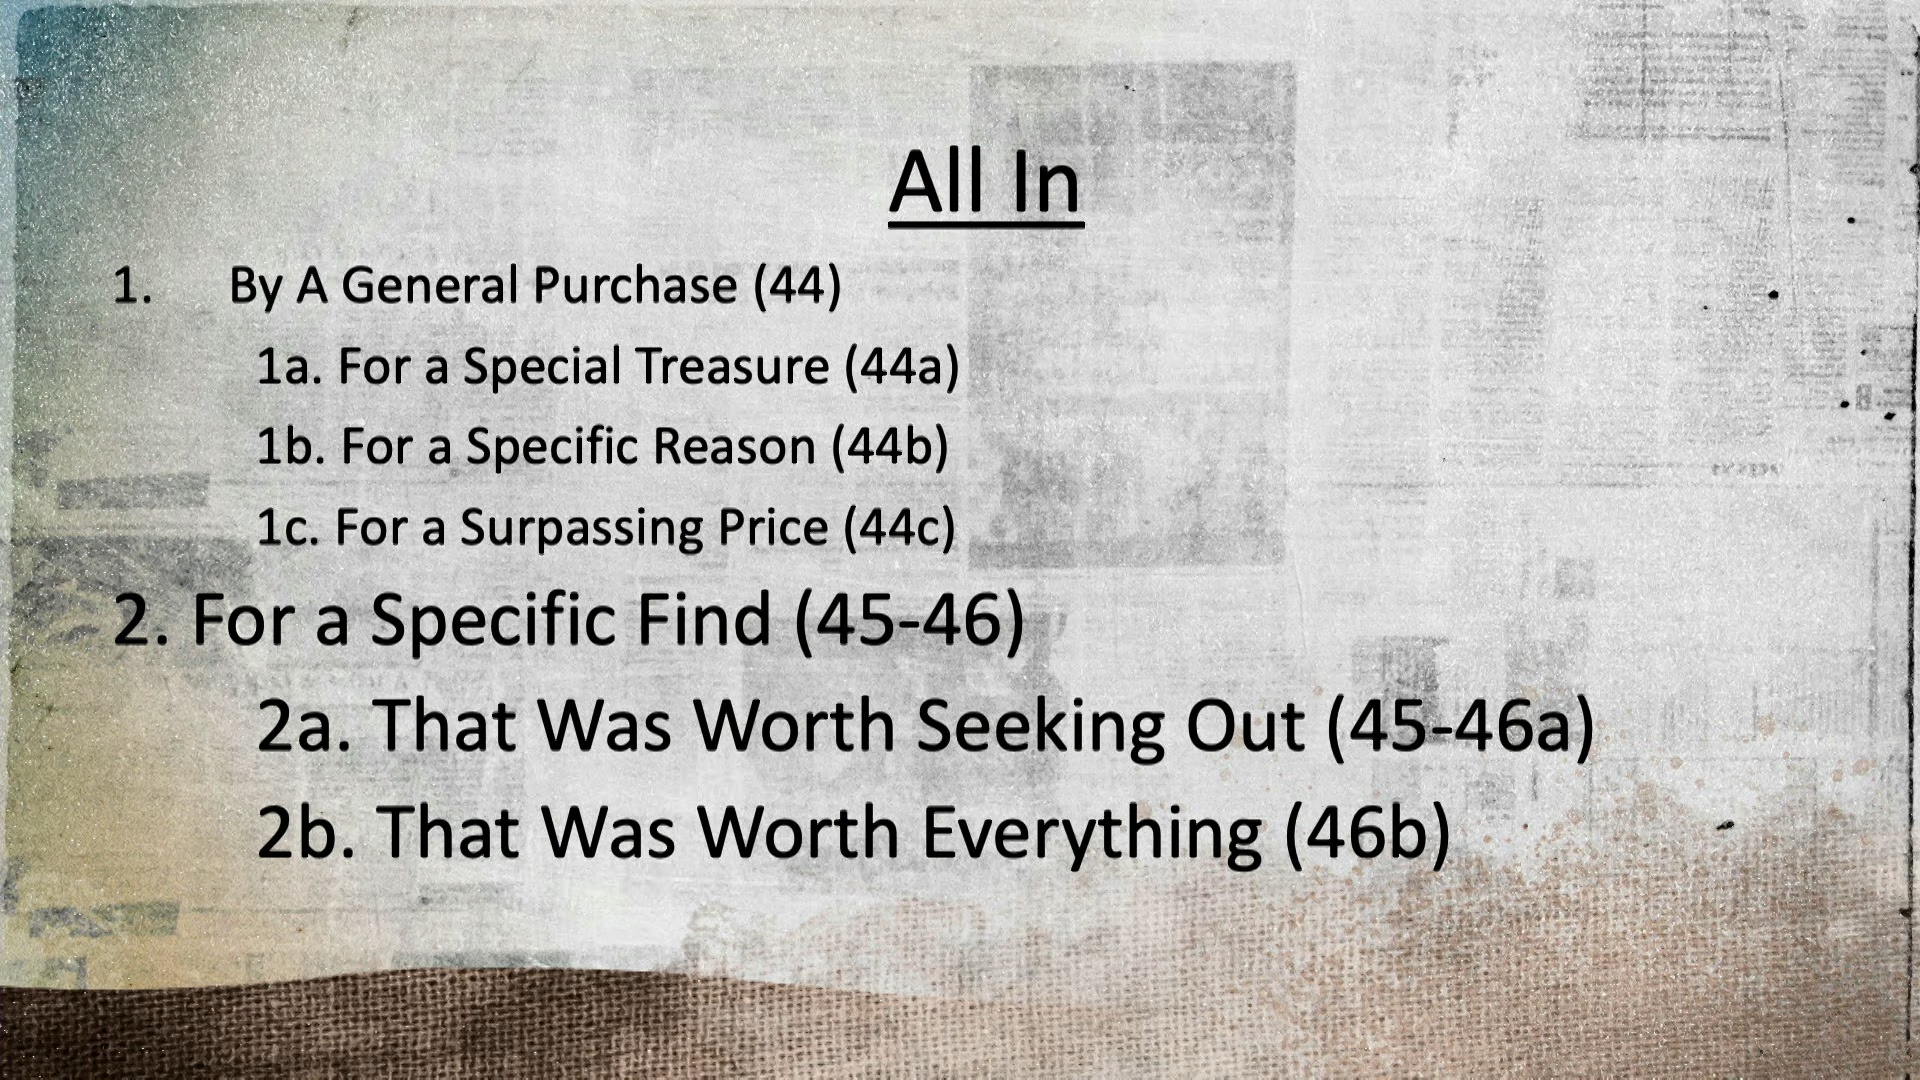 All In
1. By A General Purchase (44)
1a. For a Special Treasure (44a)
1b. For a Specific Reason (44b)
1c. For a Surpassing Price (44c)
2. For a Specific Find (45-46)
2a. That Was Worth Seeking Out (45-46a)
2b. That Was Worth Everything (46b)